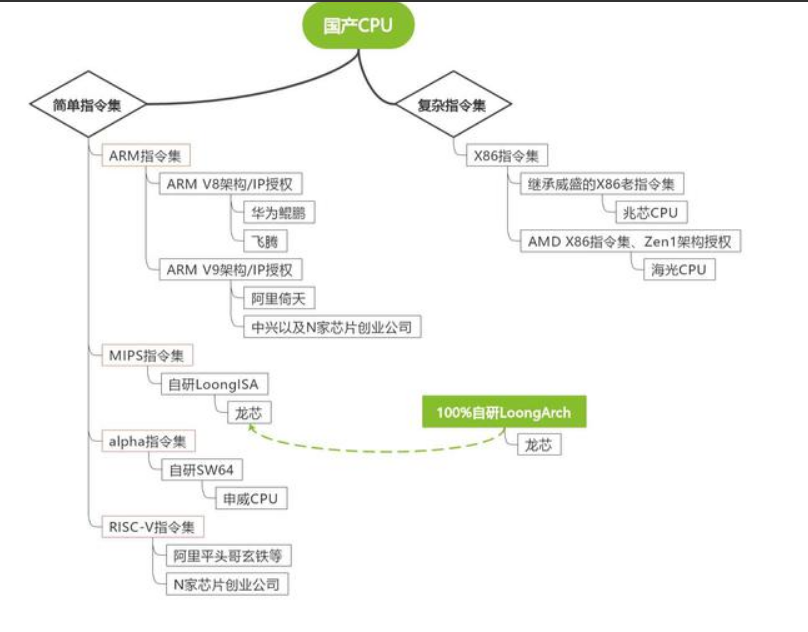 国产CPU
简单指令集
复杂指令集
ARM指令集
ARM V8架构/IP授权
华为鲲鹏
飞腾
ARM V9架构/IP授权
阿里倚天
中兴以及N家芯片创业公司
MIPS指令集
自研LoongISA
龙芯
alpha指令集
自研SW64
申威CPU
RISC-V指令集
阿里平头哥玄铁等
N家芯片创业公司
X86指令集
继承威盛的X86老指令集
兆芯CPU
AMD X86指令集、Zen1架构授权
海光CPU
100%自研LoongArch
龙芯